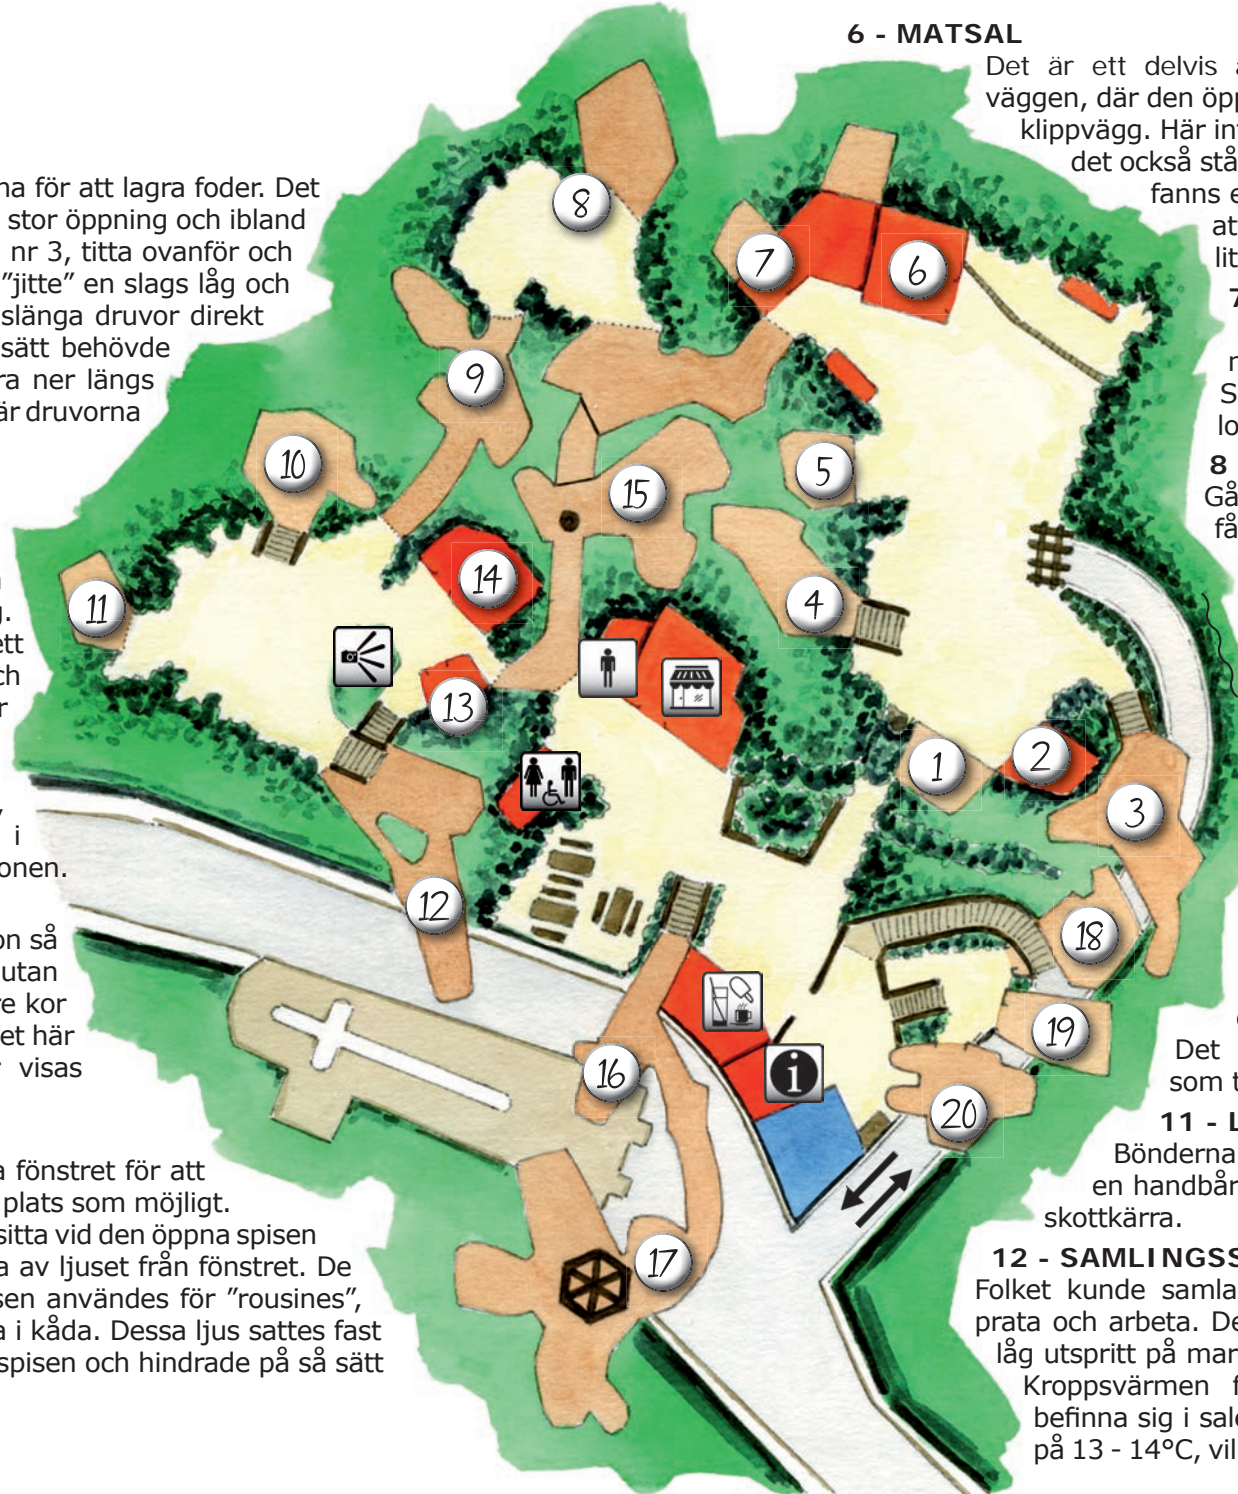 6 - MATSAL
Det är ett delvis
väggen, där den öpp
klippvägg. Här in
det också stå
fanns e
at
lit
7
n
S
lo
8
Gå
få
na för att lagra foder. Det
stor öppning och ibland
nr 3, titta ovanför och
"jitte" en slags låg och
slänga druvor direkt
sätt behövde
ra ner längs
är druvorna
g.
ett
ch
r
i
onen.
on så
utan
re kor
et här
visas
a fönstret för att
plats som möjligt.
sitta vid den öppna spisen
a av ljuset från fönstret. De
sen användes för "rousines",
a i kåda. Dessa ljus sattes fast
spisen och hindrade på så sätt
Det
som t
11 - L
Bönderna
en handbår
skottkärra.
12 - SAMLINGSS
Folket kunde samla
prata och arbeta. De
låg utspritt på mar
Kroppsvärmen f
befinna sig i sale
på 13 - 14°C, vil
8
7
6
9
10
15
5
14
4
11
13
1
2
3
12
18
19
16
20
17
i